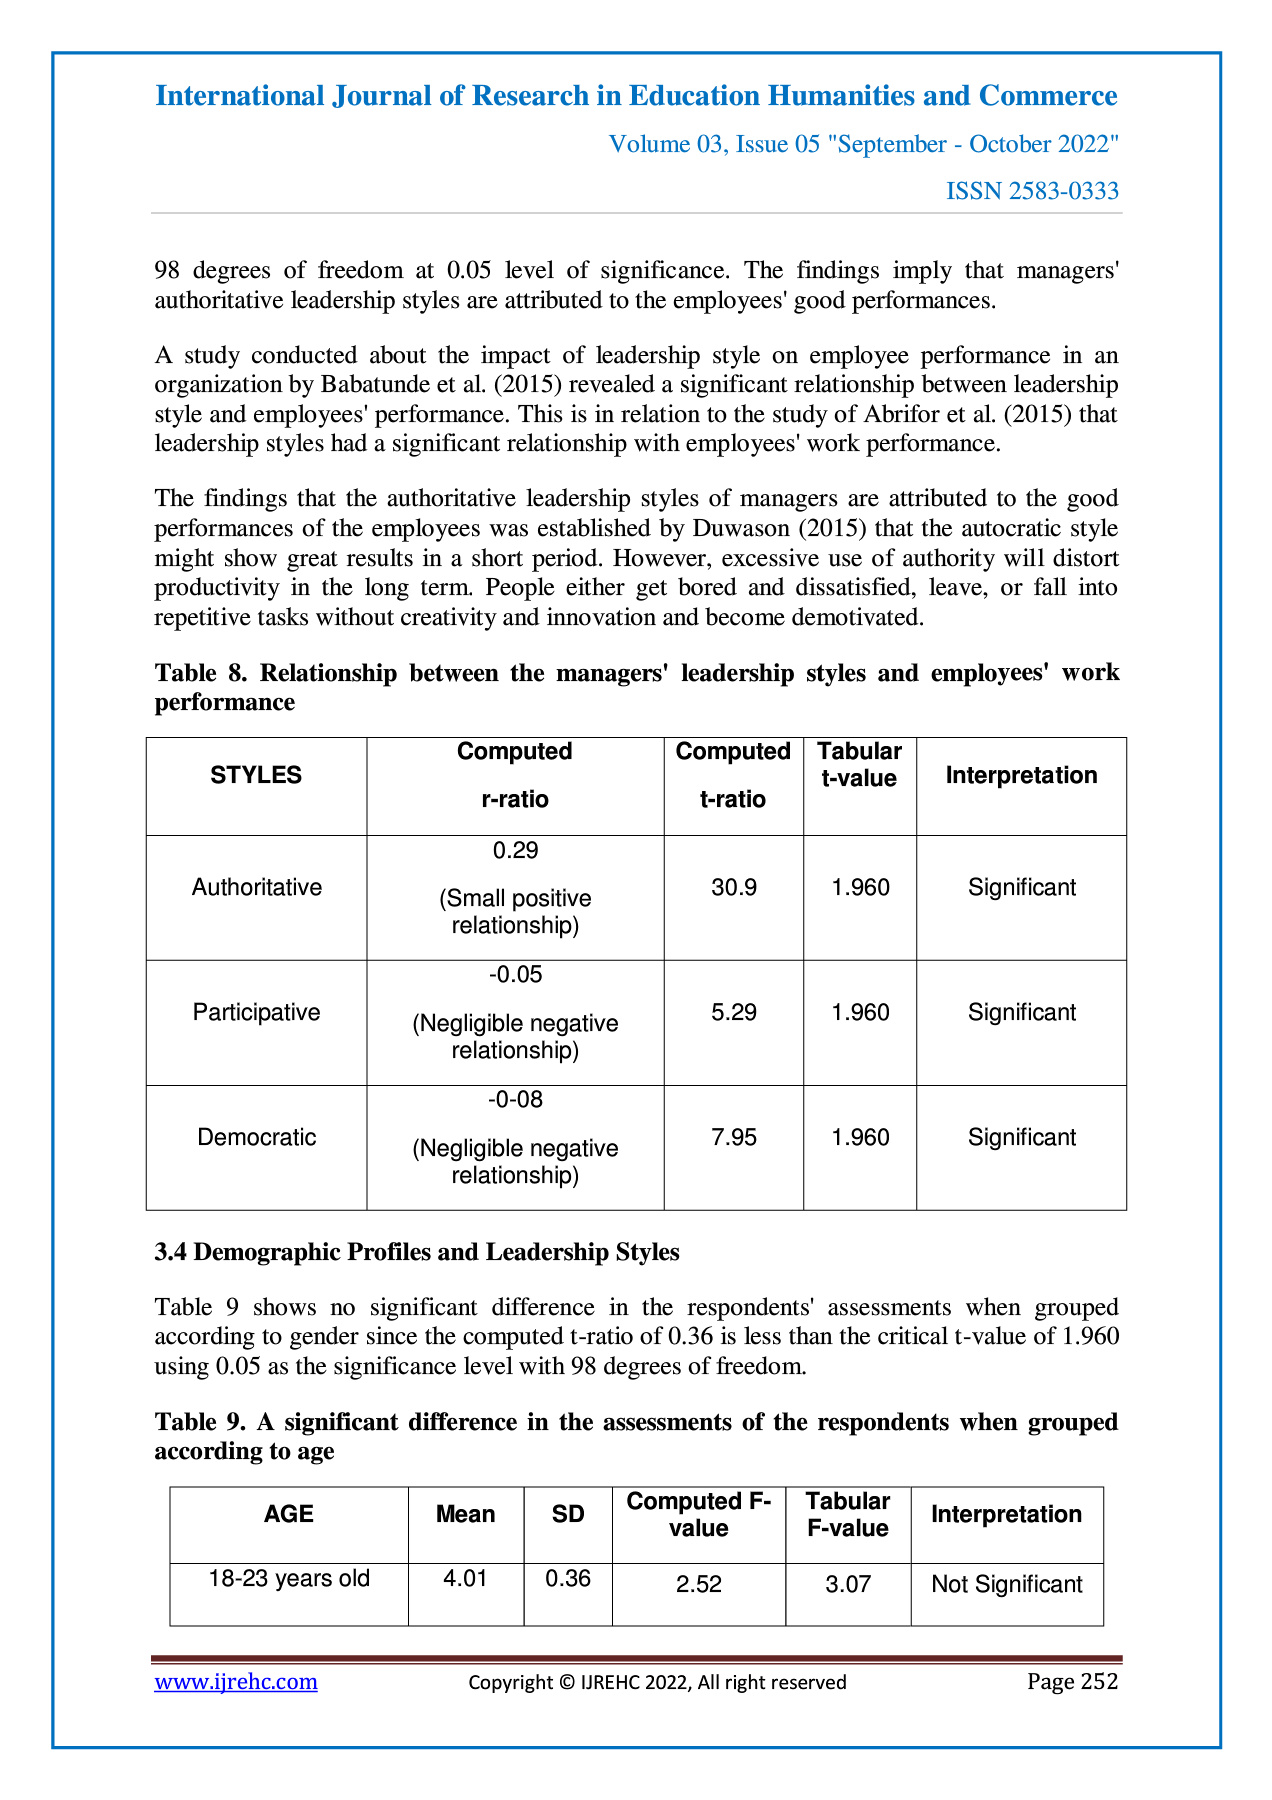 International Journal of Research in Education Humanities and Commerce
Volume 03, Issue 05 "September - October 2022"
ISSN 2583-0333
98 degrees of freedom at 0.05 level of significance. The findings imply that managers'
authoritative leadership styles are attributed to the employees' good performances.
A study conducted about the impact of leadership style on employee performance in an
organization by Babatunde et al. (2015) revealed a significant relationship between leadership
style and employees' performance. This is in relation to the study of Abrifor et al. (2015) that
leadership styles had a significant relationship with employees' work performance.
The findings that the authoritative leadership styles of managers are attributed to the good
performances of the employees was established by Duwason (2015) that the autocratic style
might show great results in a short period. However, excessive use of authority will distort
productivity in the long term. People either get bored and dissatisfied, leave, or fall into
repetitive tasks without creativity and innovation and become demotivated.
Table 8. Relationship between the managers' leadership styles and employees' work
performance
STYLES
Computed
r-ratio
Computed
t-ratio
Tabular
t-value
Interpretation
Authoritative
0.29
(Small positive
relationship)
30.9
1.960
Significant
Participative
-0.05
(Negligible negative
relationship)
5.29
1.960
Significant
Democratic
-0-08
(Negligible negative
relationship)
7.95
1.960
Significant
3.4 Demographic Profiles and Leadership Styles
Table 9 shows no significant difference in the respondents' assessments when grouped
according to gender since the computed t-ratio of 0.36 is less than the critical t-value of 1.960
using 0.05 as the significance level with 98 degrees of freedom.
Table 9. A significant difference in the assessments of the respondents when grouped
according to age
AGE
Mean
SD
Computed F-
value
Tabular
F-value
Interpretation
18-23 years old
4.01
0.36
2.52
3.07
Not Significant
www.ijrehc.com
Copyright © IJREHC 2022, All right reserved
Page 252